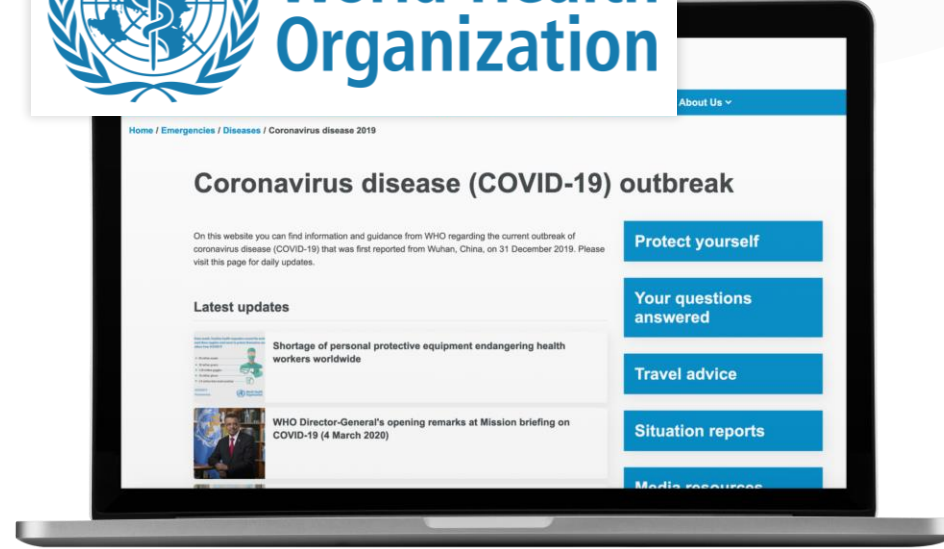 World Health
Organization
About Us
Home / Emergencies / Diseases / Coronavirus disease 2019
Coronavirus disease (COVID-19) outbreak
On this website you can find information and guidance from WHO regarding the current outbreak of
coronavirus disease (COVID-19) that was first reported from Wuhan, China, on 31 December 2019. Please
visit this page for daily updates.
Protect yourself
Your questions
answered
Travel advice
Situation reports
Media resources
Latest updates
Shortage of personal protective equipment endangering health
workers worldwide
WHO Director-General's opening remarks at Mission briefing on
COVID-19 (4 March 2020)